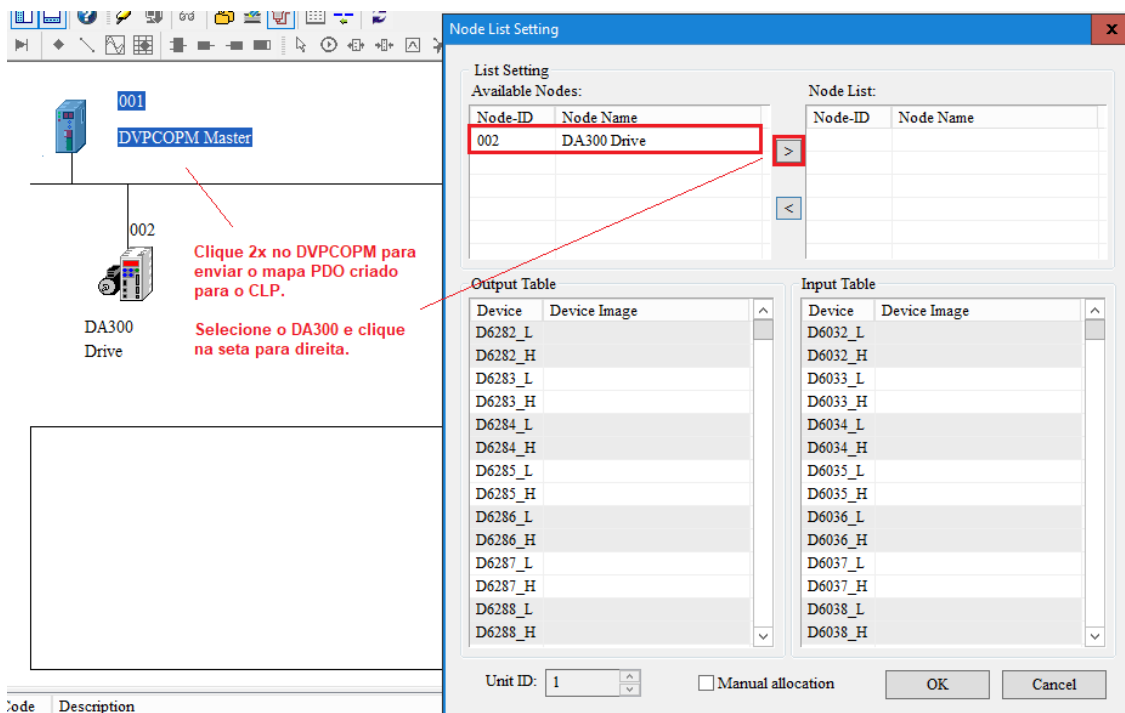 Node List Setting
x
001
DVPCOPM Master
002
DA300
Drive
Clique 2x no DVPCOPM para
enviar o mapa PDO criado
para o CLP.
Selecione o DA300 e clique
na seta para direita.
List Setting
Available Nodes:
Node-ID Node Name
002 DA300 Drive
>
<
Node List:
Node-ID Node Name
Output Table
Device Device Image
D6282_L
D6282_H
D6283_L
D6283_H
D6284_L
D6284_H
D6285_L
D6285_H
D6286_L
D6286_H
D6287_L
D6287_H
D6288_L
D6288_H
Input Table
Device Device Image
D6032_L
D6032_H
D6033_L
D6033_H
D6034_L
D6034_H
D6035_L
D6035_H
D6036_L
D6036_H
D6037_L
D6037_H
D6038_L
D6038_H
Unit ID: 1
Manual allocation
OK
Cancel
Code Description